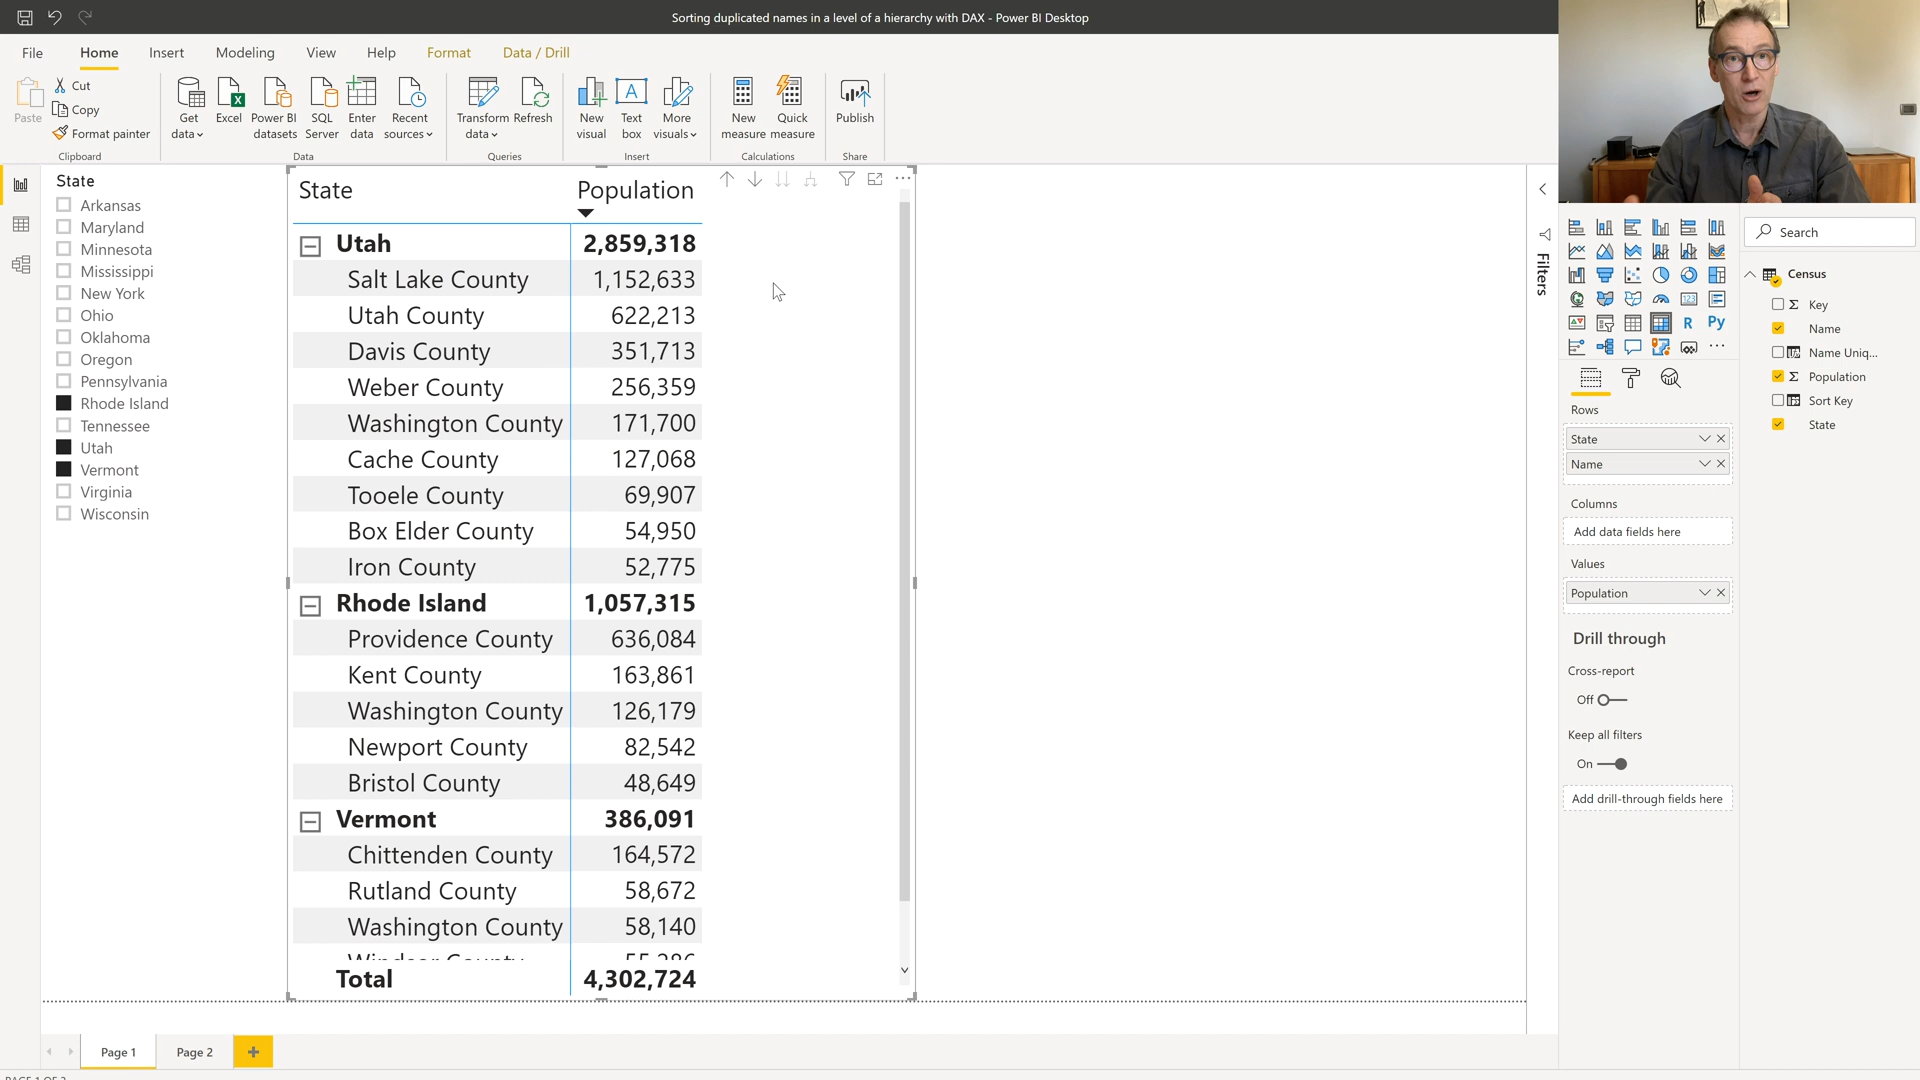 Sorting duplicated names in a level of a hierarchy with DAX - Power BI Desktop
File
Home
Insert
Modeling
View
Help
Format
Data / Drill
Paste
Cut
Copy
Format painter
Clipboard
Get data
Excel
Power BI datasets
SQL Server
Enter data
Recent sources
Data
Transform data
Refresh
Queries
New visual
Text box
More visuals
Insert
New measure
Quick measure
Calculations
Publish
Share
State
Arkansas
Maryland
Minnesota
Mississippi
New York
Ohio
Oklahoma
Oregon
Pennsylvania
Rhode Island
Tennessee
Utah
Vermont
Virginia
Wisconsin
State Population
Utah 2,859,318
Salt Lake County 1,152,633
Utah County 622,213
Davis County 351,713
Weber County 256,359
Washington County 171,700
Cache County 127,068
Tooele County 69,907
Box Elder County 54,950
Iron County 52,775
Rhode Island 1,057,315
Providence County 636,084
Kent County 163,861
Washington County 126,179
Newport County 82,542
Bristol County 48,649
Vermont 386,091
Chittenden County 164,572
Rutland County 58,672
Washington County 58,140
Total 4,302,724
Filters
123
R
Py
Rows
State
Name
Columns
Add data fields here
Values
Population
Drill through
Cross-report
Off
Keep all filters
On
Add drill-through fields here
Search
Census
Key
Name
Name Uniq...
Population
Sort Key
State
Page 1
Page 2